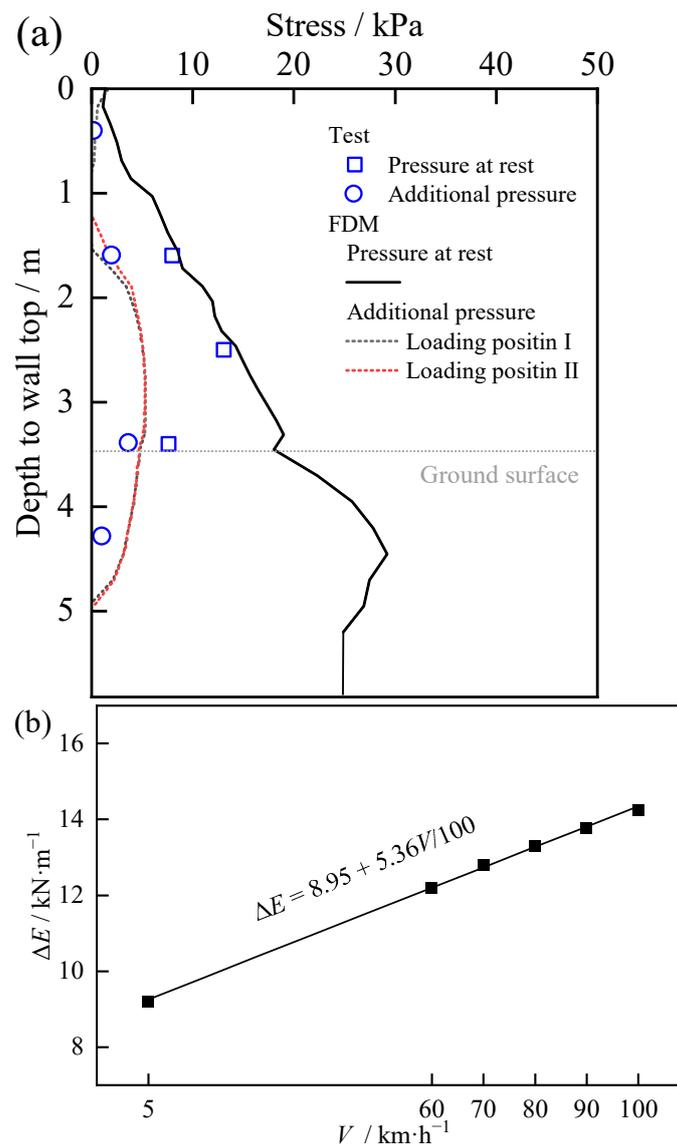 (a)
Stress / kPa
0 10 20 30 40 50
Depth to wall top / m
0
1
2
3
4
5
Test
Pressure at rest
Additional pressure
FDM
Pressure at rest
Additional pressure
Loading positin I
Loading positin II
Ground surface
(b)
ΔE / kN·m⁻¹
16
14
12
10
8
ΔE = 8.95 + 5.36V/100
5 60 70 80 90 100
V / km·h⁻¹